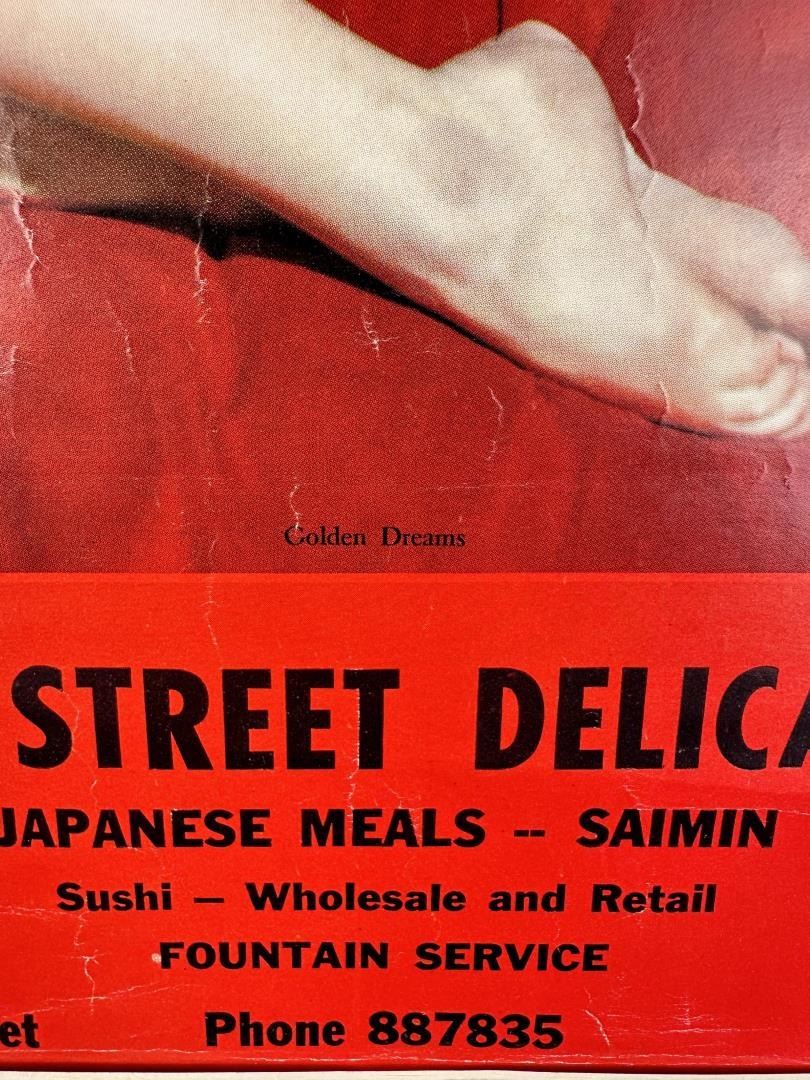 Golden Dreams
STREET DELICA
JAPANESE MEALS -- SAIMIN
Sushi — Wholesale and Retail
FOUNTAIN SERVICE
et Phone 887835